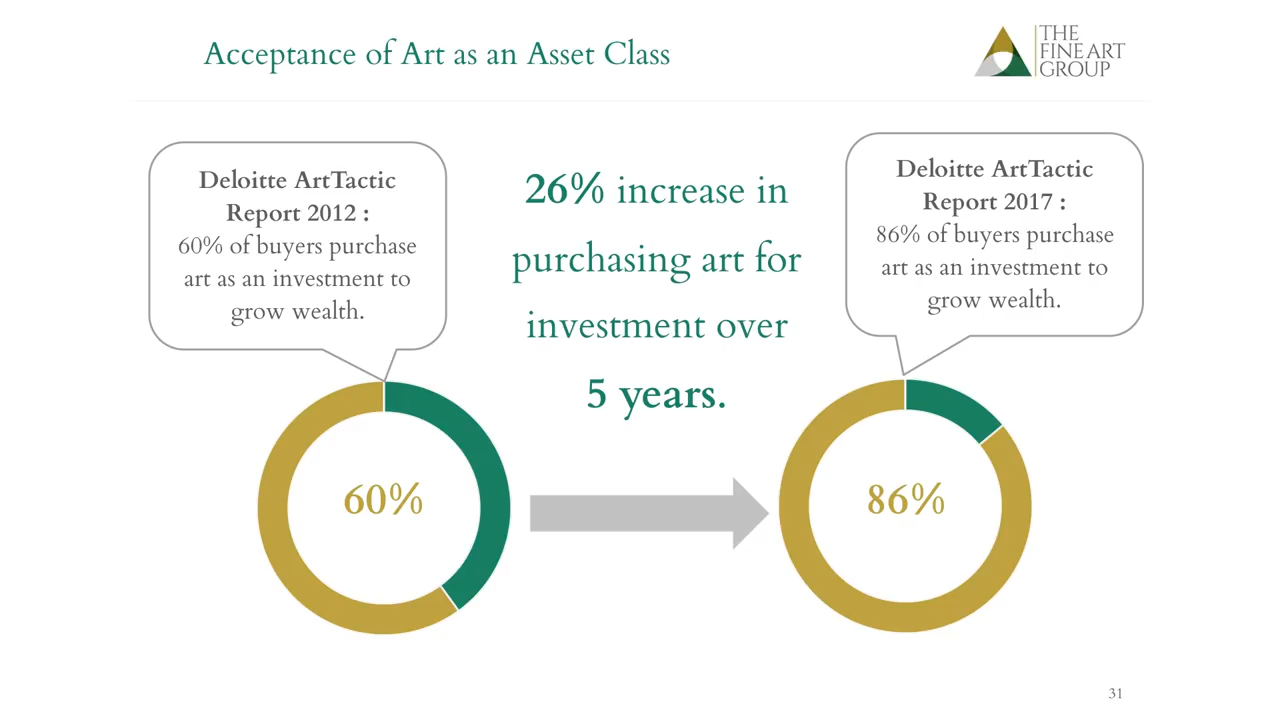 Acceptance of Art as an Asset Class
THE
FINE ART
GROUP
Deloitte ArtTactic
Report 2012 :
60% of buyers purchase
art as an investment to
grow wealth.
26% increase in
purchasing art for
investment over
5 years.
Deloitte ArtTactic
Report 2017 :
86% of buyers purchase
art as an investment to
grow wealth.
60%
86%
31